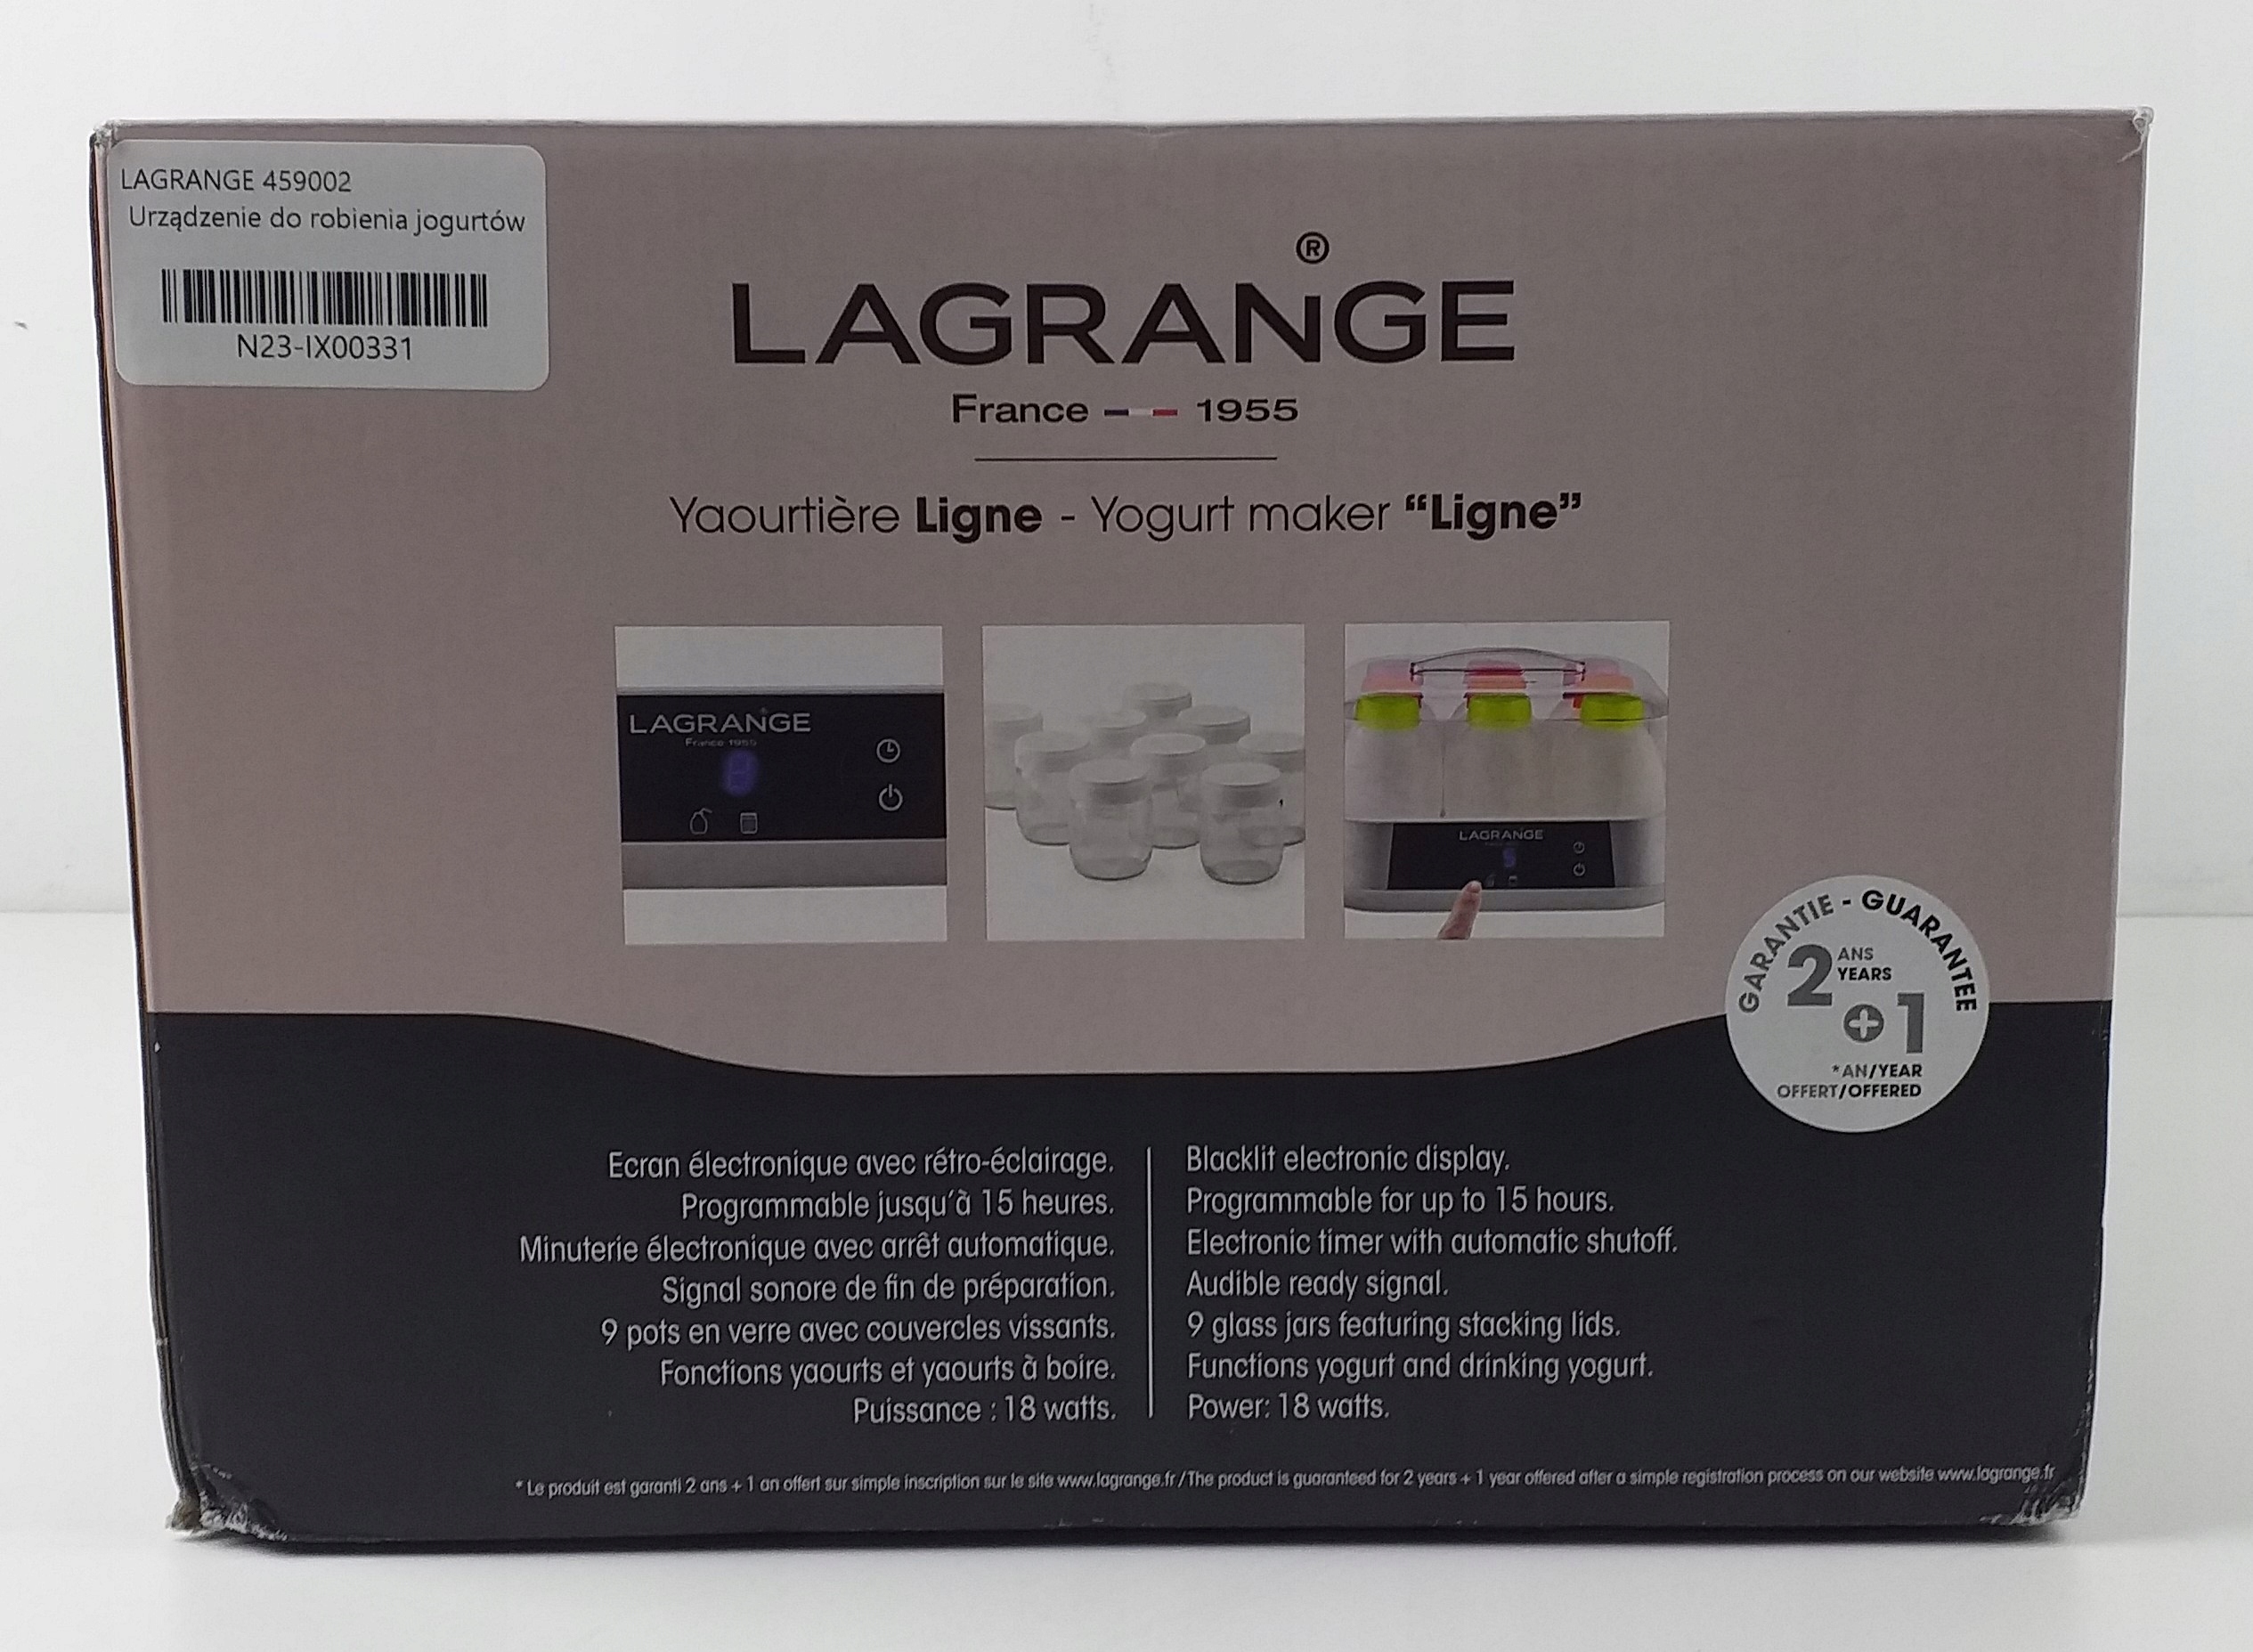 LAGRANGE 459002
Urządzenie do robienia jogurtów
N23-IX00331
LAGRANGE®
France 1955
Yaourtière Ligne - Yogurt maker “Ligne”
LAGRANGE
France 1955
8
LAGRANGE
GARANTIE - GUARANTEE
2 ANS
YEARS
+1
*AN/YEAR
OFFERT/OFFERED
Ecran électronique avec rétro-éclairage.
Programmable jusqu'à 15 heures.
Minuterie électronique avec arrêt automatique.
Signal sonore de fin de préparation.
9 pots en verre avec couvercles vissants.
Fonctions yaourts et yaourts à boire.
Puissance : 18 watts.
Blacklit electronic display.
Programmable for up to 15 hours.
Electronic timer with automatic shutoff.
Audible ready signal.
9 glass jars featuring stacking lids.
Functions yogurt and drinking yogurt.
Power: 18 watts.
* Le produit est garanti 2 ans + 1 an offert sur simple inscription sur le site www.lagrange.fr / The product is guaranteed for 2 years + 1 year offered after a simple registration process on our website www.lagrange.fr